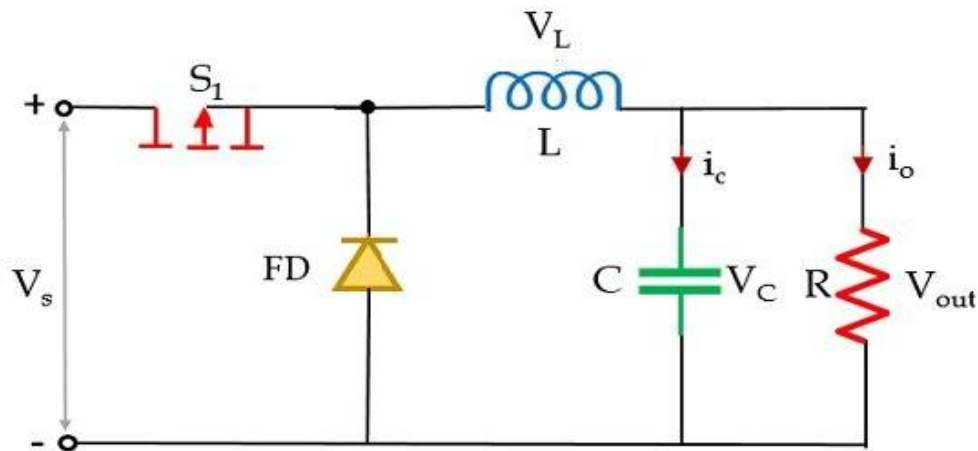 V_L
S_1
+
L
i_c
i_o
FD
V_s
C
V_C
R
V_out
-